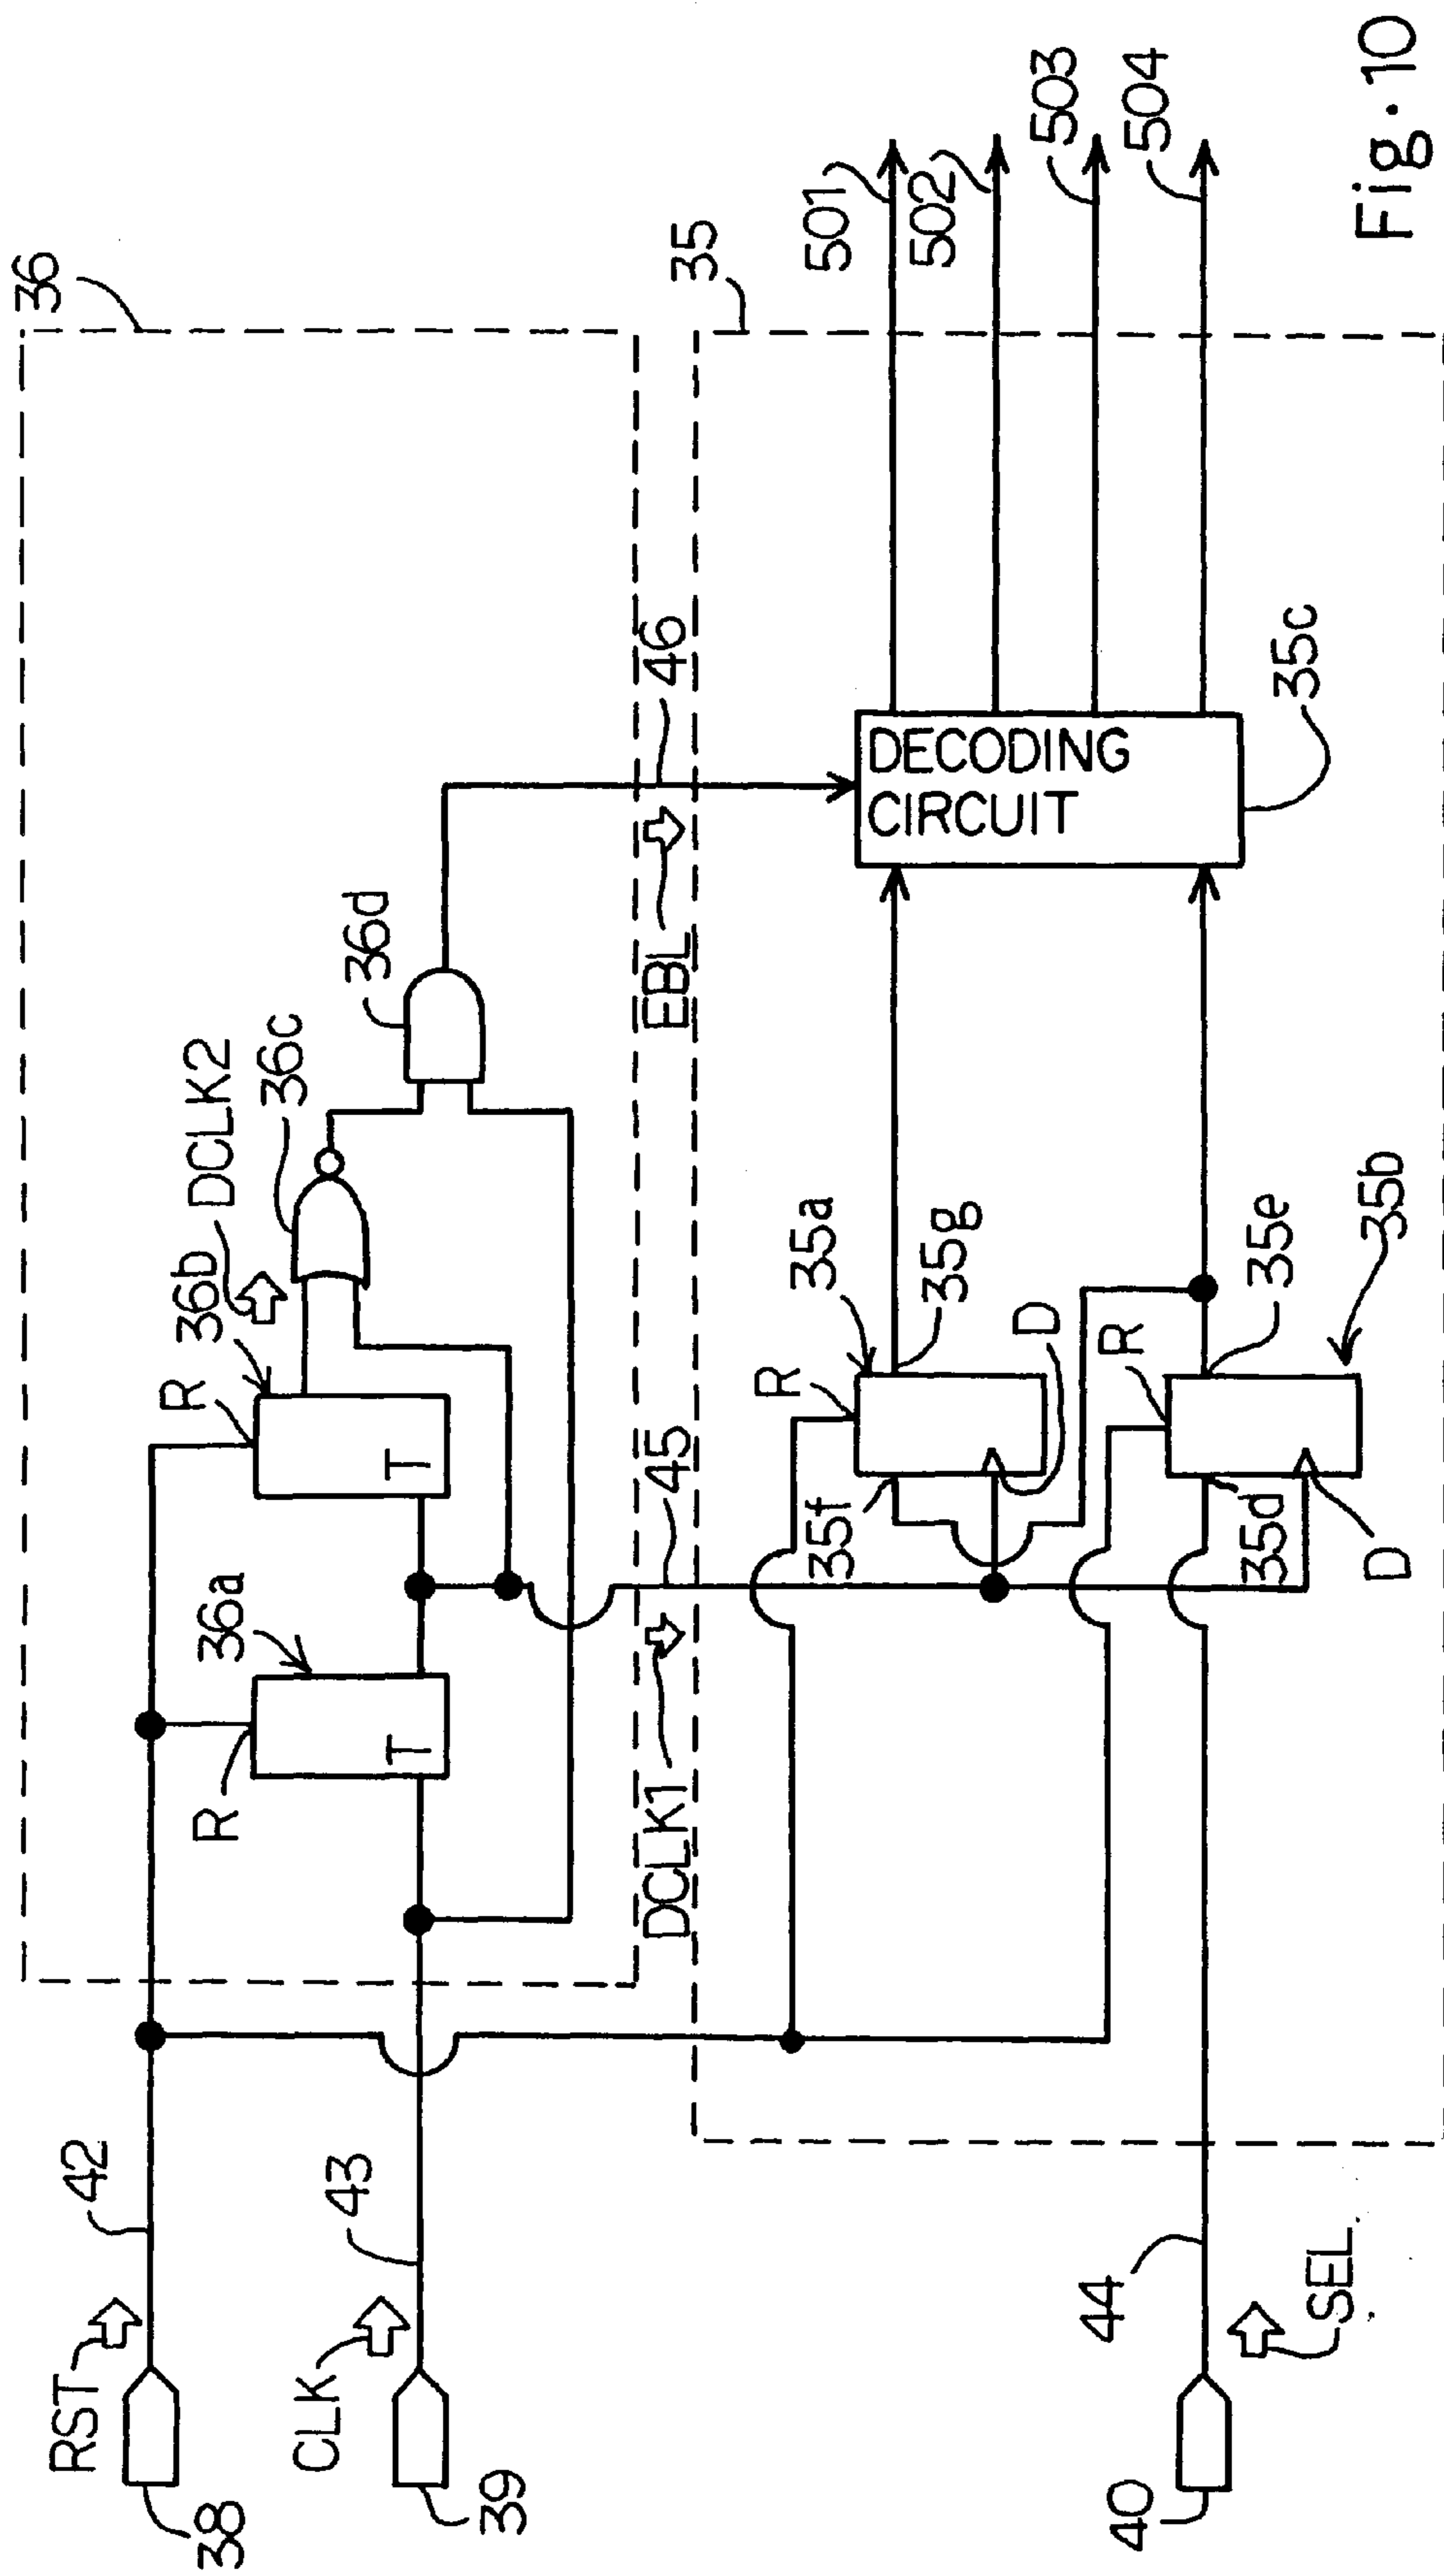 36
RST
42
38
R
36a
R
36b
DCLK2
36c
36d
T
T
CLK
43
39
DCLK1
45
EBL
46
35
R
35a
35g
35f
D
DECODING
CIRCUIT
501
502
503
504
R
35e
35d
D
35b
35c
44
40
SEL
Fig. 10